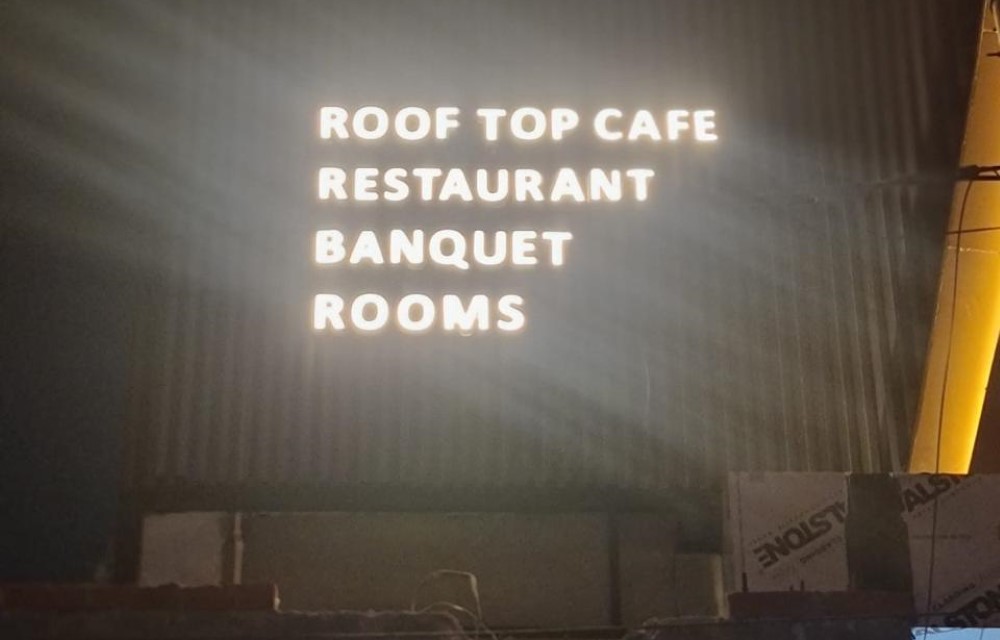 ROOF TOP CAFE
RESTAURANT
BANQUET
ROOMS